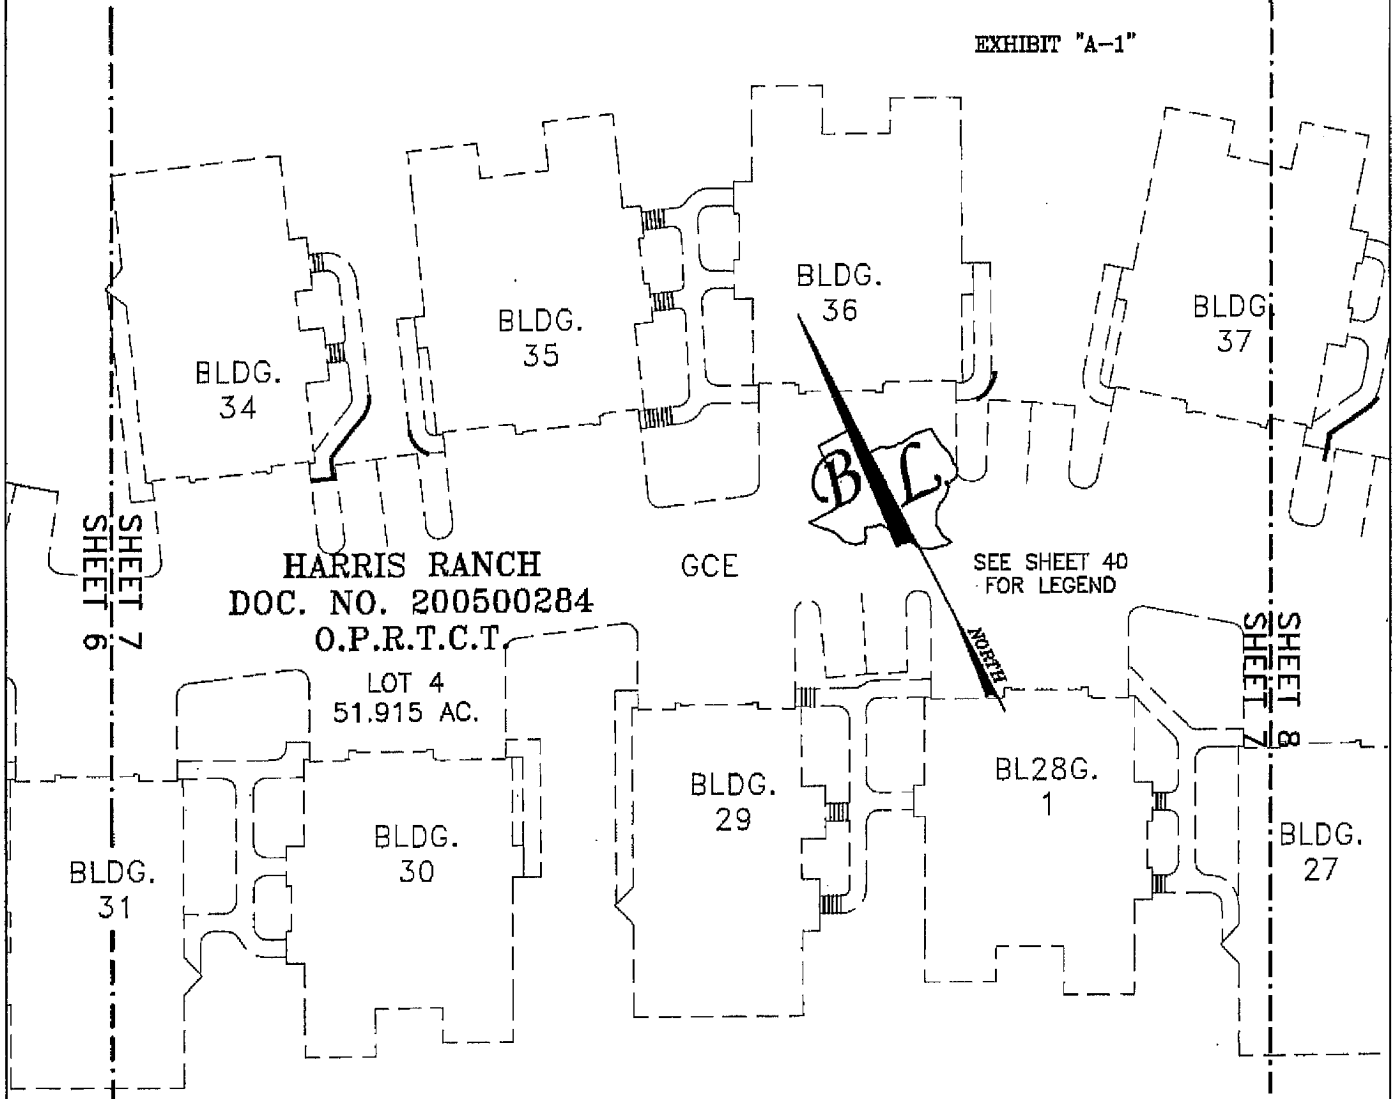 EXHIBIT "A-1"
BLDG.
36
BLDG.
37
BLDG.
35
BLDG.
34
B L
SHEET 7
SHEET 6
HARRIS RANCH
DOC. NO. 200500284
O.P.R.T.C.T.
LOT 4
51.915 AC.
GCE
SEE SHEET 40
FOR LEGEND
NORTH
SHEET 8
SHEET 7
BLDG.
31
BLDG.
30
BLDG.
29
BL28G.
1
BLDG.
27